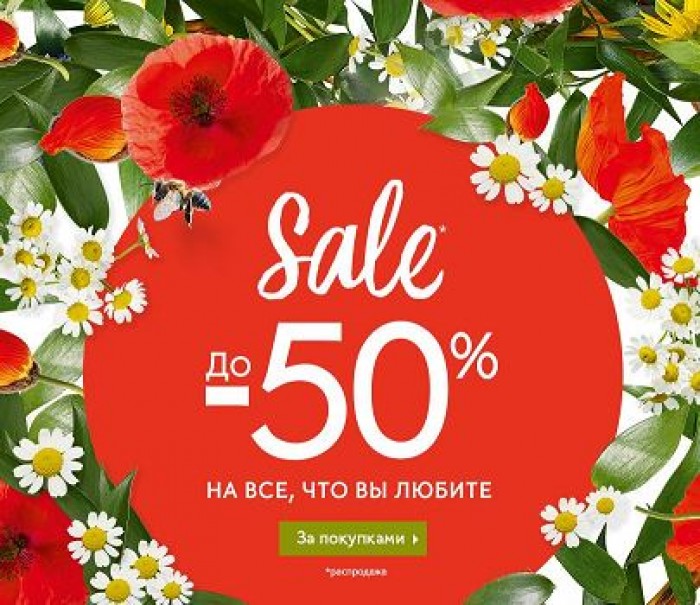 Sale*
до
-50%
НА ВСЕ, ЧТО ВЫ ЛЮБИТЕ
За покупками
*распродажа